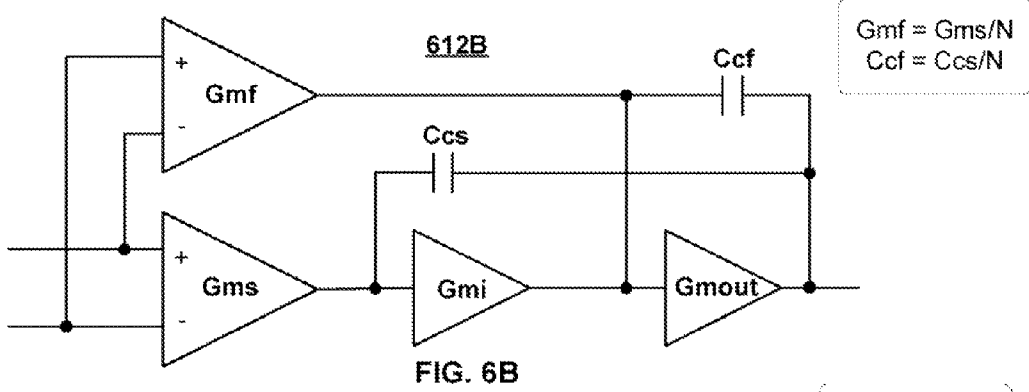 612B
Gmf = Gms/N
Ccf = Ccs/N
Ccf
+
Gmf
-
Ccs
+
Gms
-
Gmi
Gmout
FIG. 6B